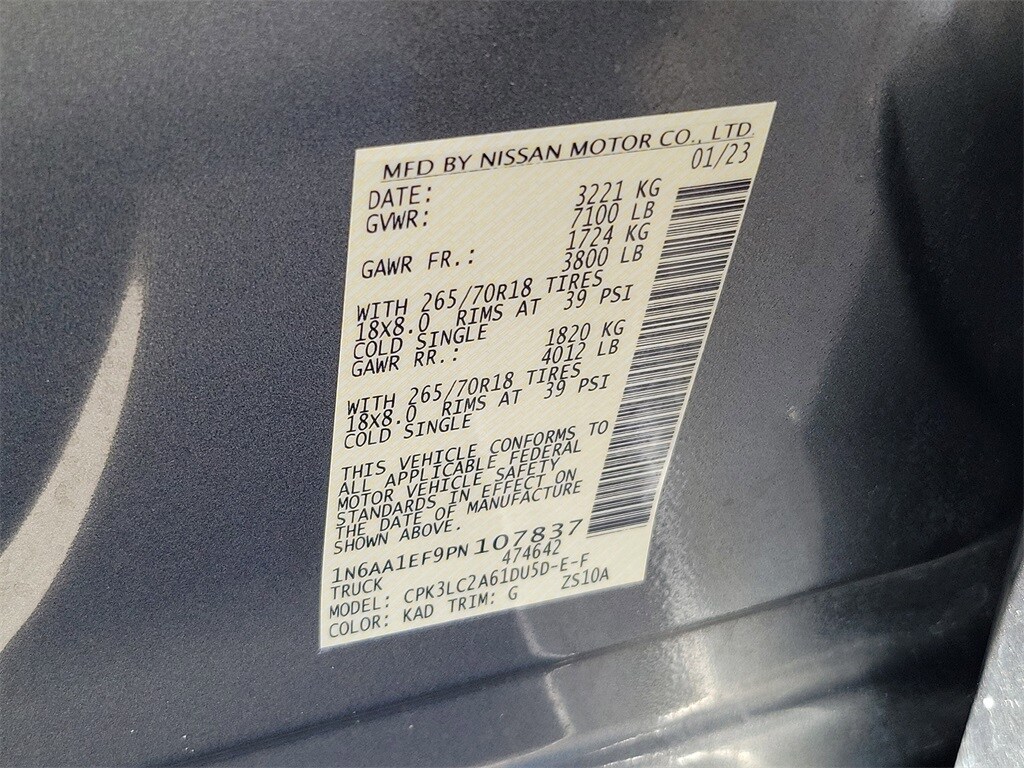 MFD BY NISSAN MOTOR CO., LTD.
DATE: 01/23
GVWR: 3221 KG
7100 LB
GAWR FR.: 1724 KG
3800 LB
WITH 265/70R18 TIRES
18X8.0 RIMS AT 39 PSI
COLD SINGLE
GAWR RR.: 1820 KG
4012 LB
WITH 265/70R18 TIRES
18X8.0 RIMS AT 39 PSI
COLD SINGLE
THIS VEHICLE CONFORMS TO
ALL APPLICABLE FEDERAL
MOTOR VEHICLE SAFETY
STANDARDS IN EFFECT ON
THE DATE OF MANUFACTURE
SHOWN ABOVE.
1N6AA1EF9PN107837
TRUCK 474642
MODEL: CPK3LC2A61DU5D-E-F
COLOR: KAD TRIM: G ZS10A